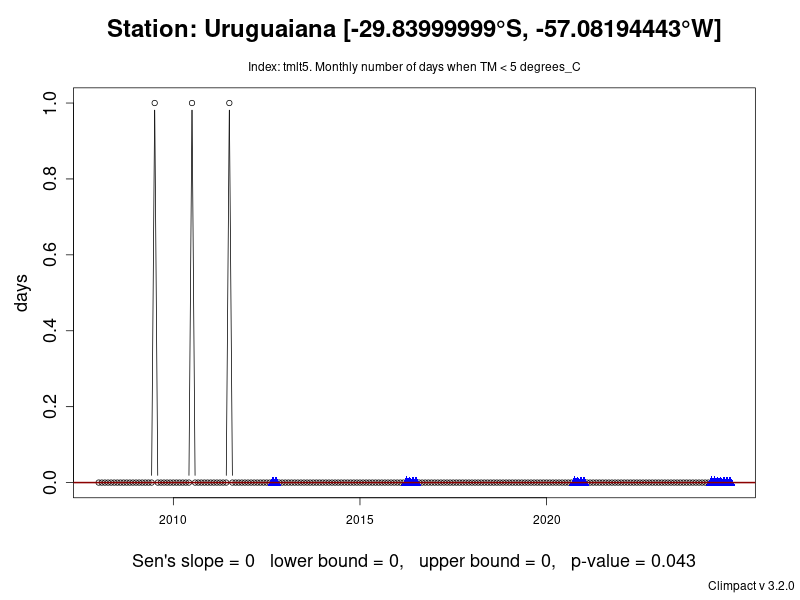 Station: Uruguaiana [-29.83999999°S, -57.08194443°W]
Index: tmlt5. Monthly number of days when TM < 5 degrees_C
1.0
0.8
0.6
0.4
0.2
0.0
days
2010
2015
2020
Sen's slope = 0 lower bound = 0, upper bound = 0, p-value = 0.043
Climpact v 3.2.0